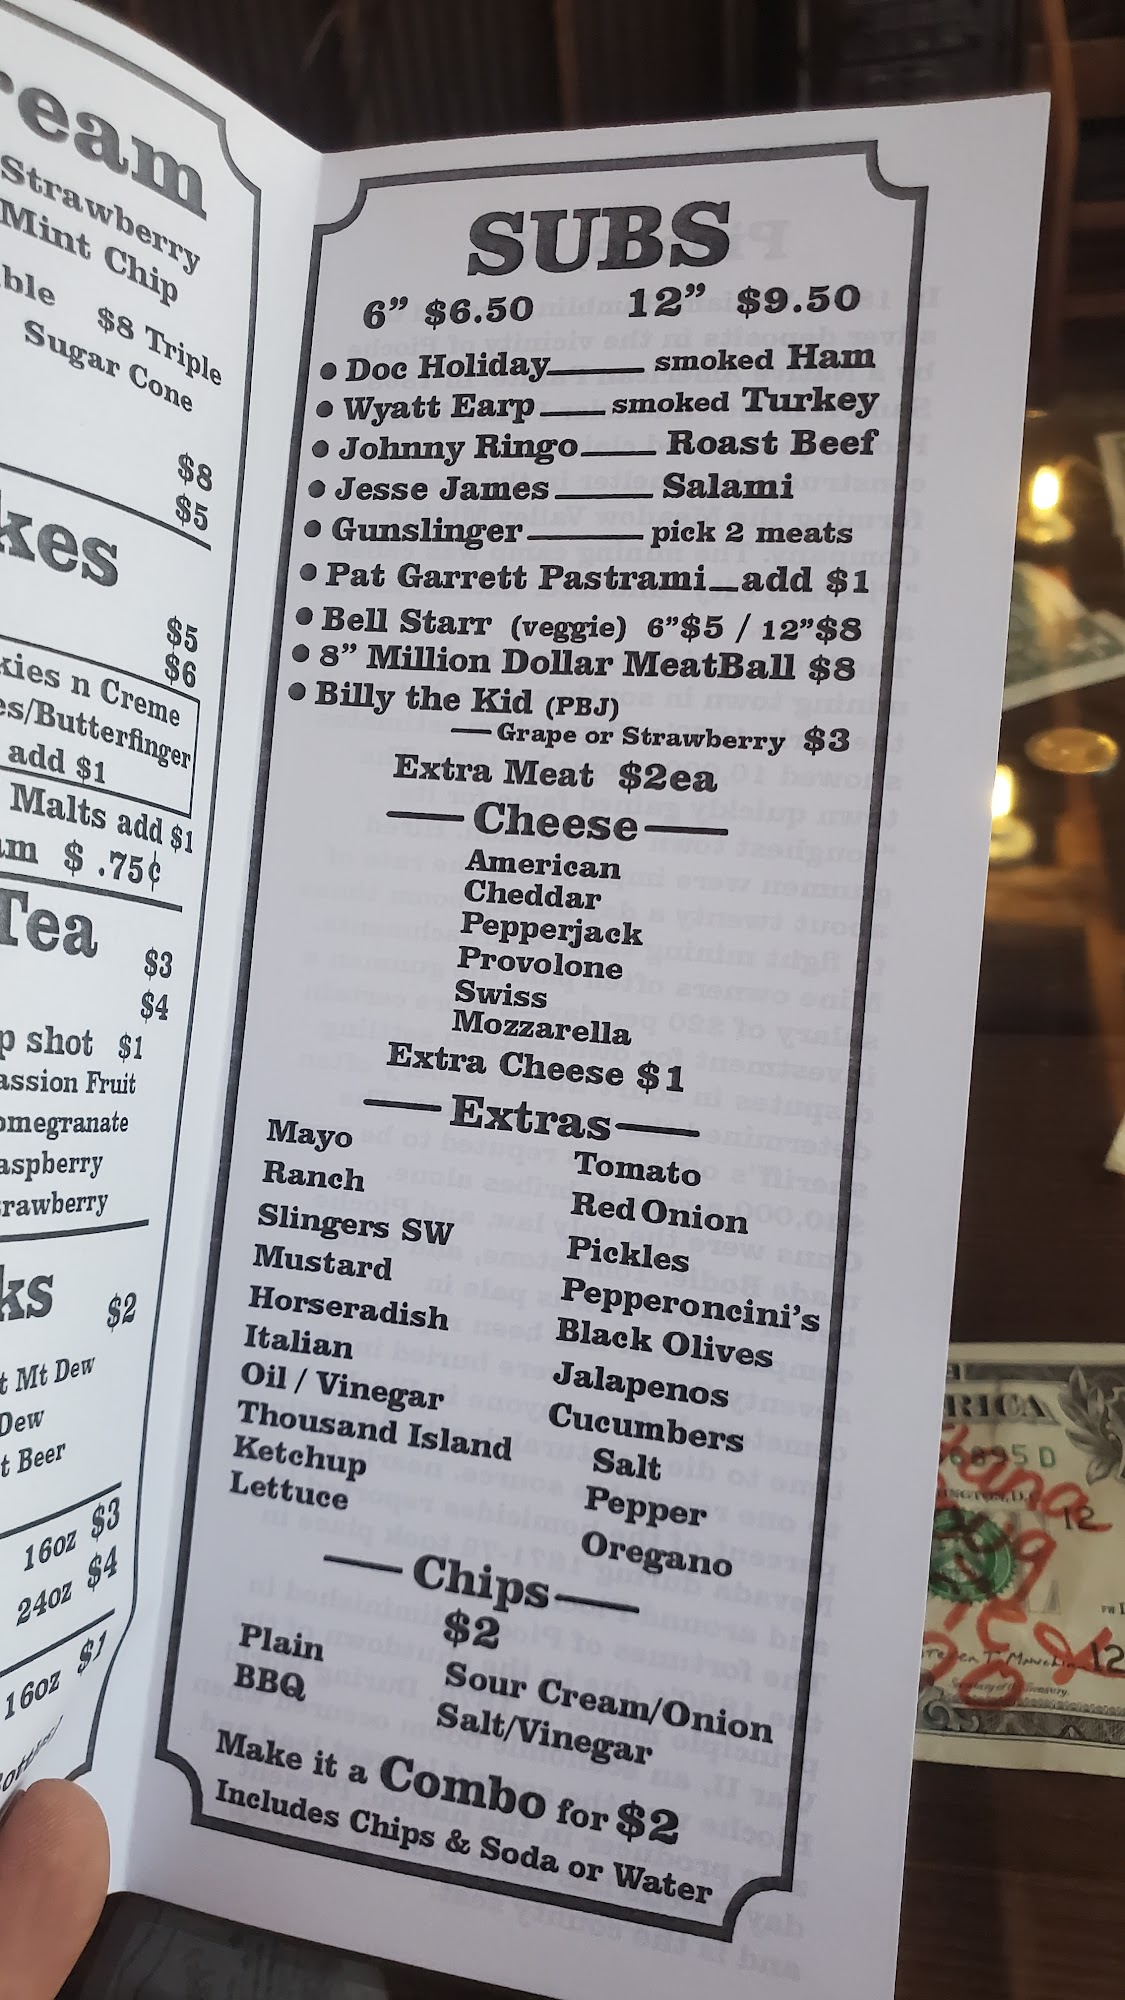 eam
Strawberry
Mint Chip
ble $8 Triple
Sugar Cone
$8
$5
kes
$5
$6
kies n Creme
es/Butterfinger
add $1
Malts add $1
am $ .75¢
Tea
$3
$4
p shot $1
assion Fruit
omegranate
aspberry
rawberry
ks $2
t Mt Dew
Dew
t Beer
16oz $3
24oz $4
16oz $1
SUBS
6” $6.50 12” $9.50
• Doc Holiday smoked Ham
• Wyatt Earp smoked Turkey
• Johnny Ringo Roast Beef
• Jesse James Salami
• Gunslinger pick 2 meats
• Pat Garrett Pastrami add $1
• Bell Starr (veggie) 6”$5 / 12”$8
• 8” Million Dollar MeatBall $8
• Billy the Kid (PBJ)
—Grape or Strawberry $3
Extra Meat $2ea
— Cheese —
American
Cheddar
Pepperjack
Provolone
Swiss
Mozzarella
Extra Cheese $1
— Extras —
Mayo
Ranch
Slingers SW
Mustard
Horseradish
Italian
Oil / Vinegar
Thousand Island
Ketchup
Lettuce
Tomato
Red Onion
Pickles
Pepperoncini's
Black Olives
Jalapenos
Cucumbers
Salt
Pepper
Oregano
— Chips —
$2
Plain
BBQ
Sour Cream/Onion
Salt/Vinegar
Make it a Combo for $2
Includes Chips & Soda or Water
RICA
12
12